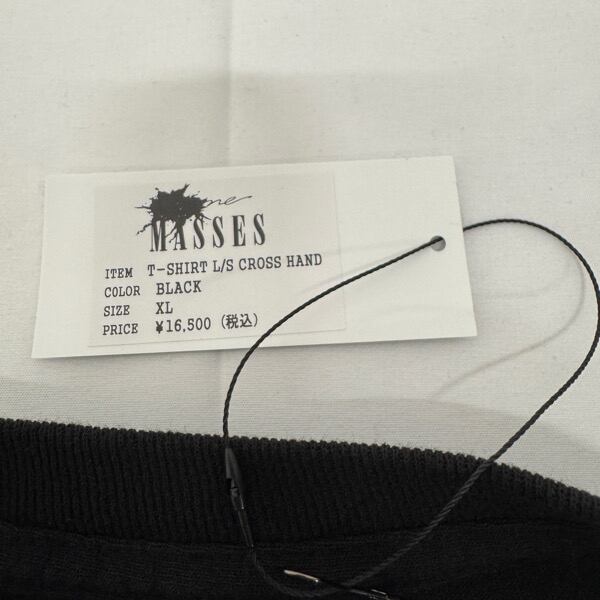 MASSES
ITEM T-SHIRT L/S CROSS HAND
COLOR BLACK
SIZE XL
PRICE ¥16,500 (税込)